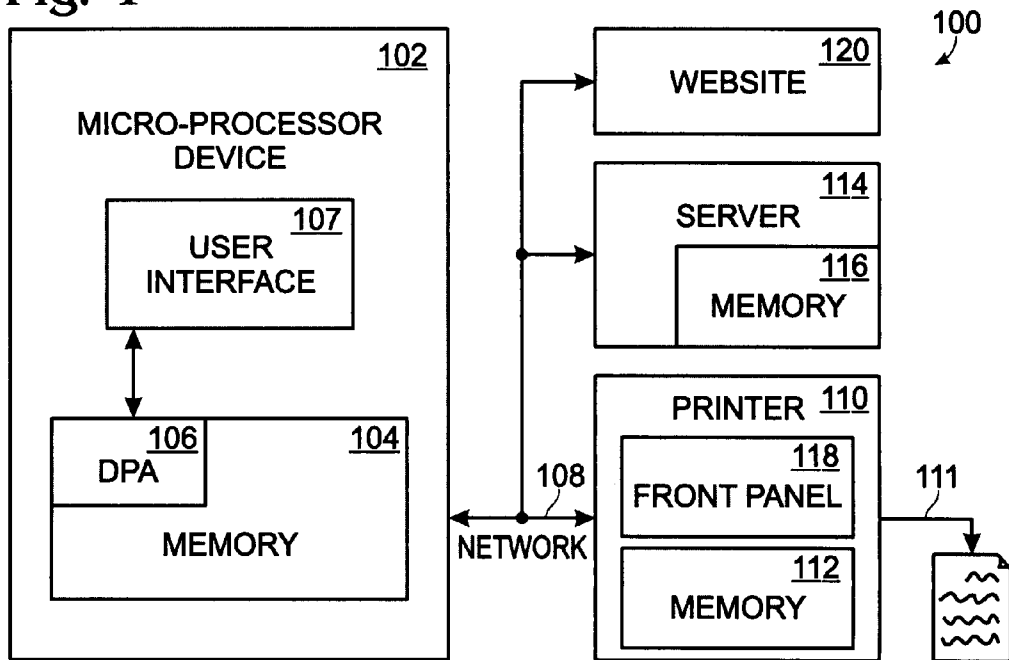 Fig. 1
100
102
MICRO-PROCESSOR
DEVICE
107
USER
INTERFACE
106
DPA
104
MEMORY
108
NETWORK
120
WEBSITE
114
SERVER
116
MEMORY
PRINTER 110
118
FRONT PANEL
112
MEMORY
111